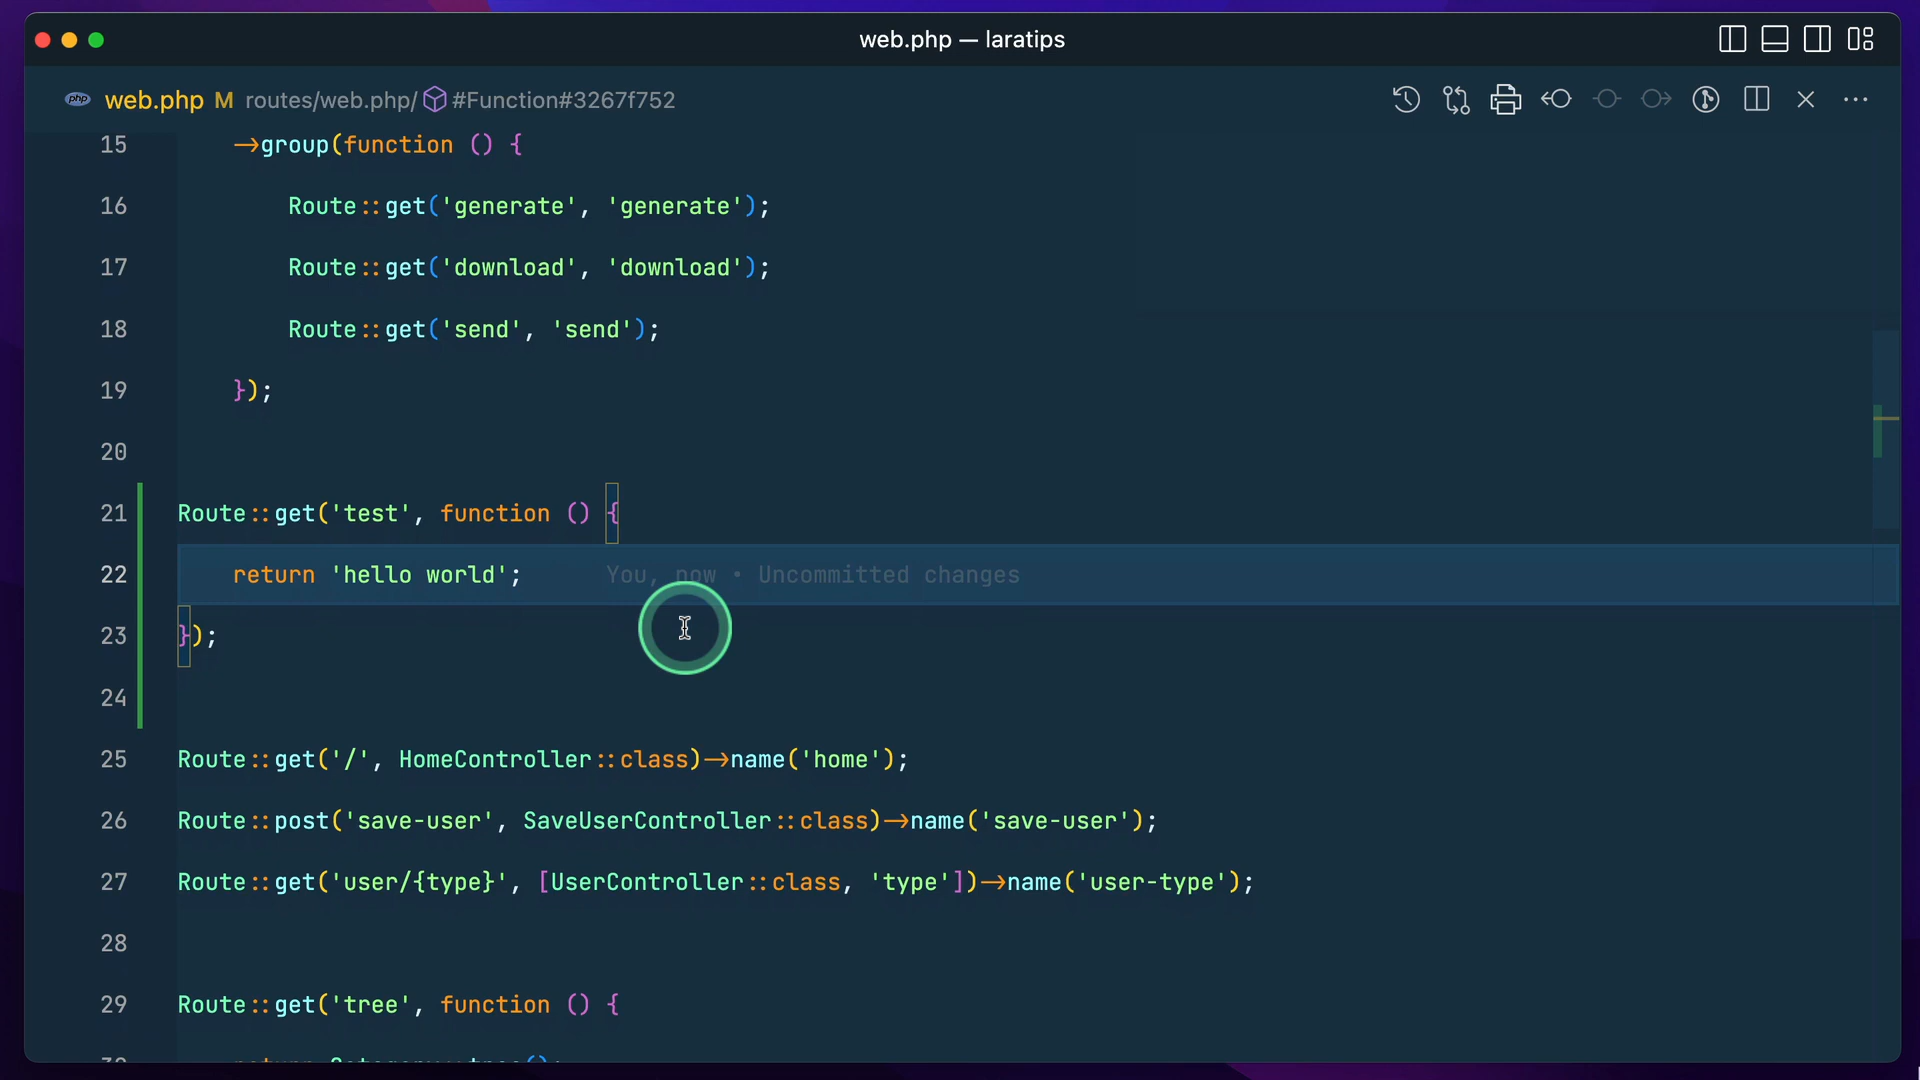 web.php — laratips
php web.php M routes/web.php/ #Function#3267f752
15 ->group(function () {
16 Route::get('generate', 'generate');
17 Route::get('download', 'download');
18 Route::get('send', 'send');
19 });
20
21 Route::get('test', function () {
22 return 'hello world'; You, now • Uncommitted changes
23 });
24
25 Route::get('/', HomeController::class)->name('home');
26 Route::post('save-user', SaveUserController::class)->name('save-user');
27 Route::get('user/{type}', [UserController::class, 'type'])->name('user-type');
28
29 Route::get('tree', function () {